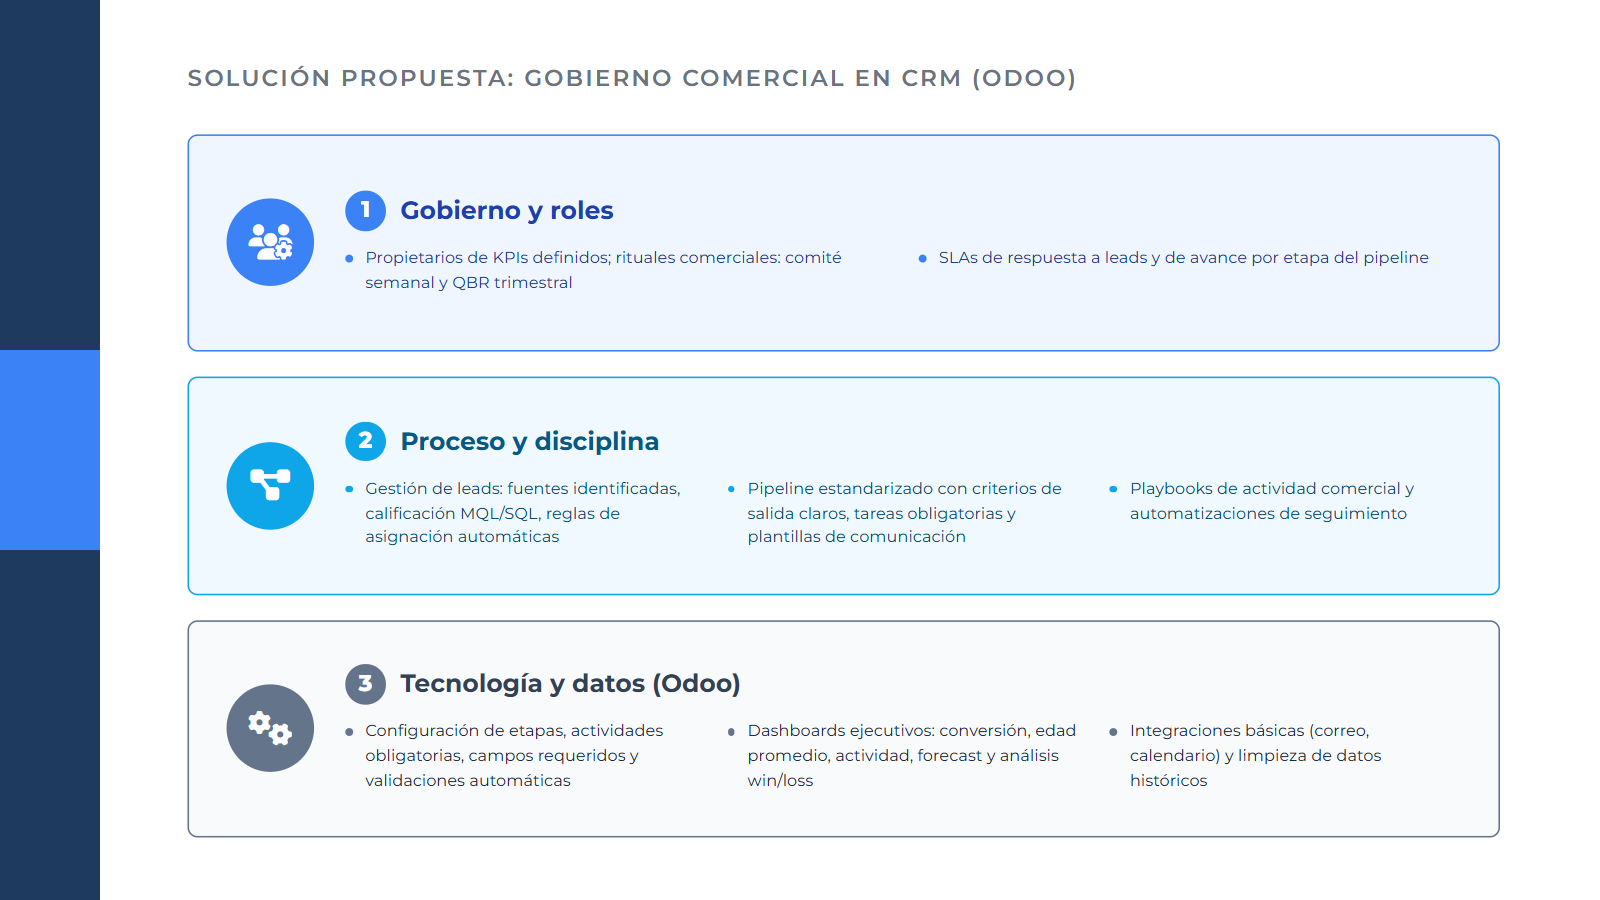 SOLUCIÓN PROPUESTA: GOBIERNO COMERCIAL EN CRM (ODOO)
1 Gobierno y roles
Propietarios de KPIs definidos; rituales comerciales: comité
semanal y QBR trimestral
SLAs de respuesta a leads y de avance por etapa del pipeline
2 Proceso y disciplina
Gestión de leads: fuentes identificadas,
calificación MQL/SQL, reglas de
asignación automáticas
Pipeline estandarizado con criterios de
salida claros, tareas obligatorias y
plantillas de comunicación
Playbooks de actividad comercial y
automatizaciones de seguimiento
3 Tecnología y datos (Odoo)
Configuración de etapas, actividades
obligatorias, campos requeridos y
validaciones automáticas
Dashboards ejecutivos: conversión, edad
promedio, actividad, forecast y análisis
win/loss
Integraciones básicas (correo,
calendario) y limpieza de datos
históricos